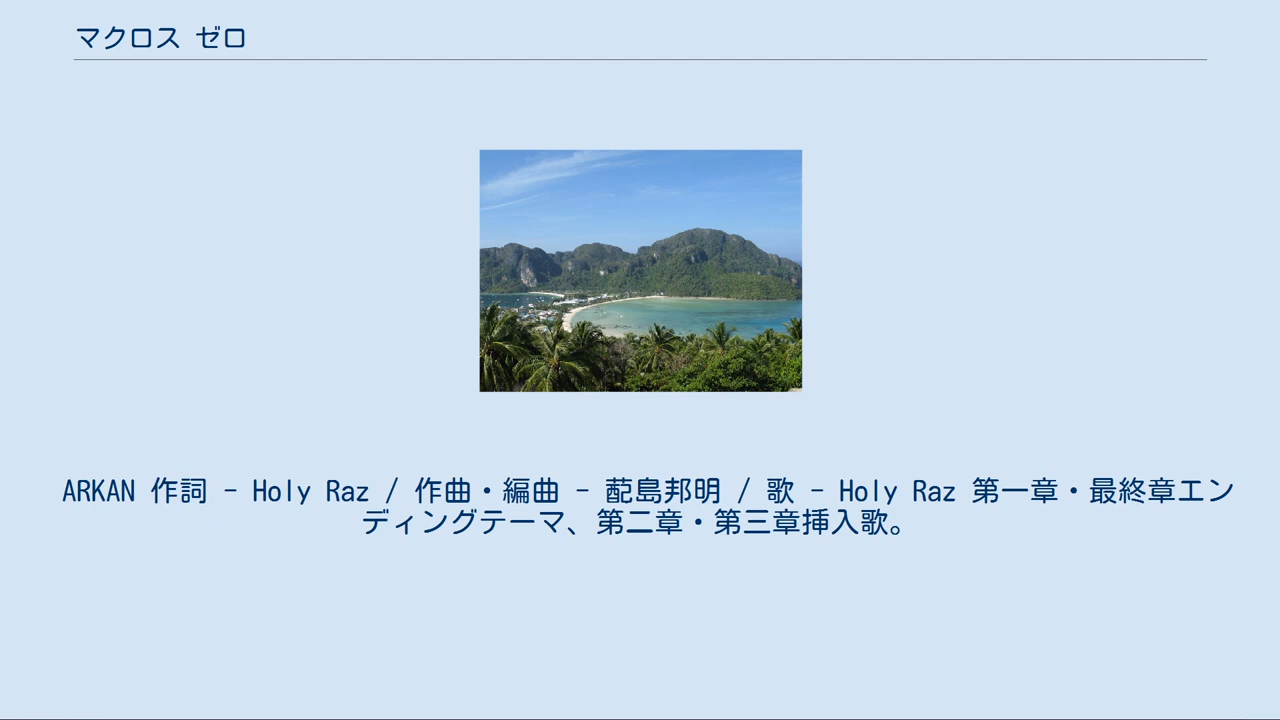 マクロス ゼロ
ARKAN 作詞 - Holy Raz / 作曲・編曲 - 蓜島邦明 / 歌 - Holy Raz 第一章・最終章エン
ディングテーマ、第二章・第三章挿入歌。